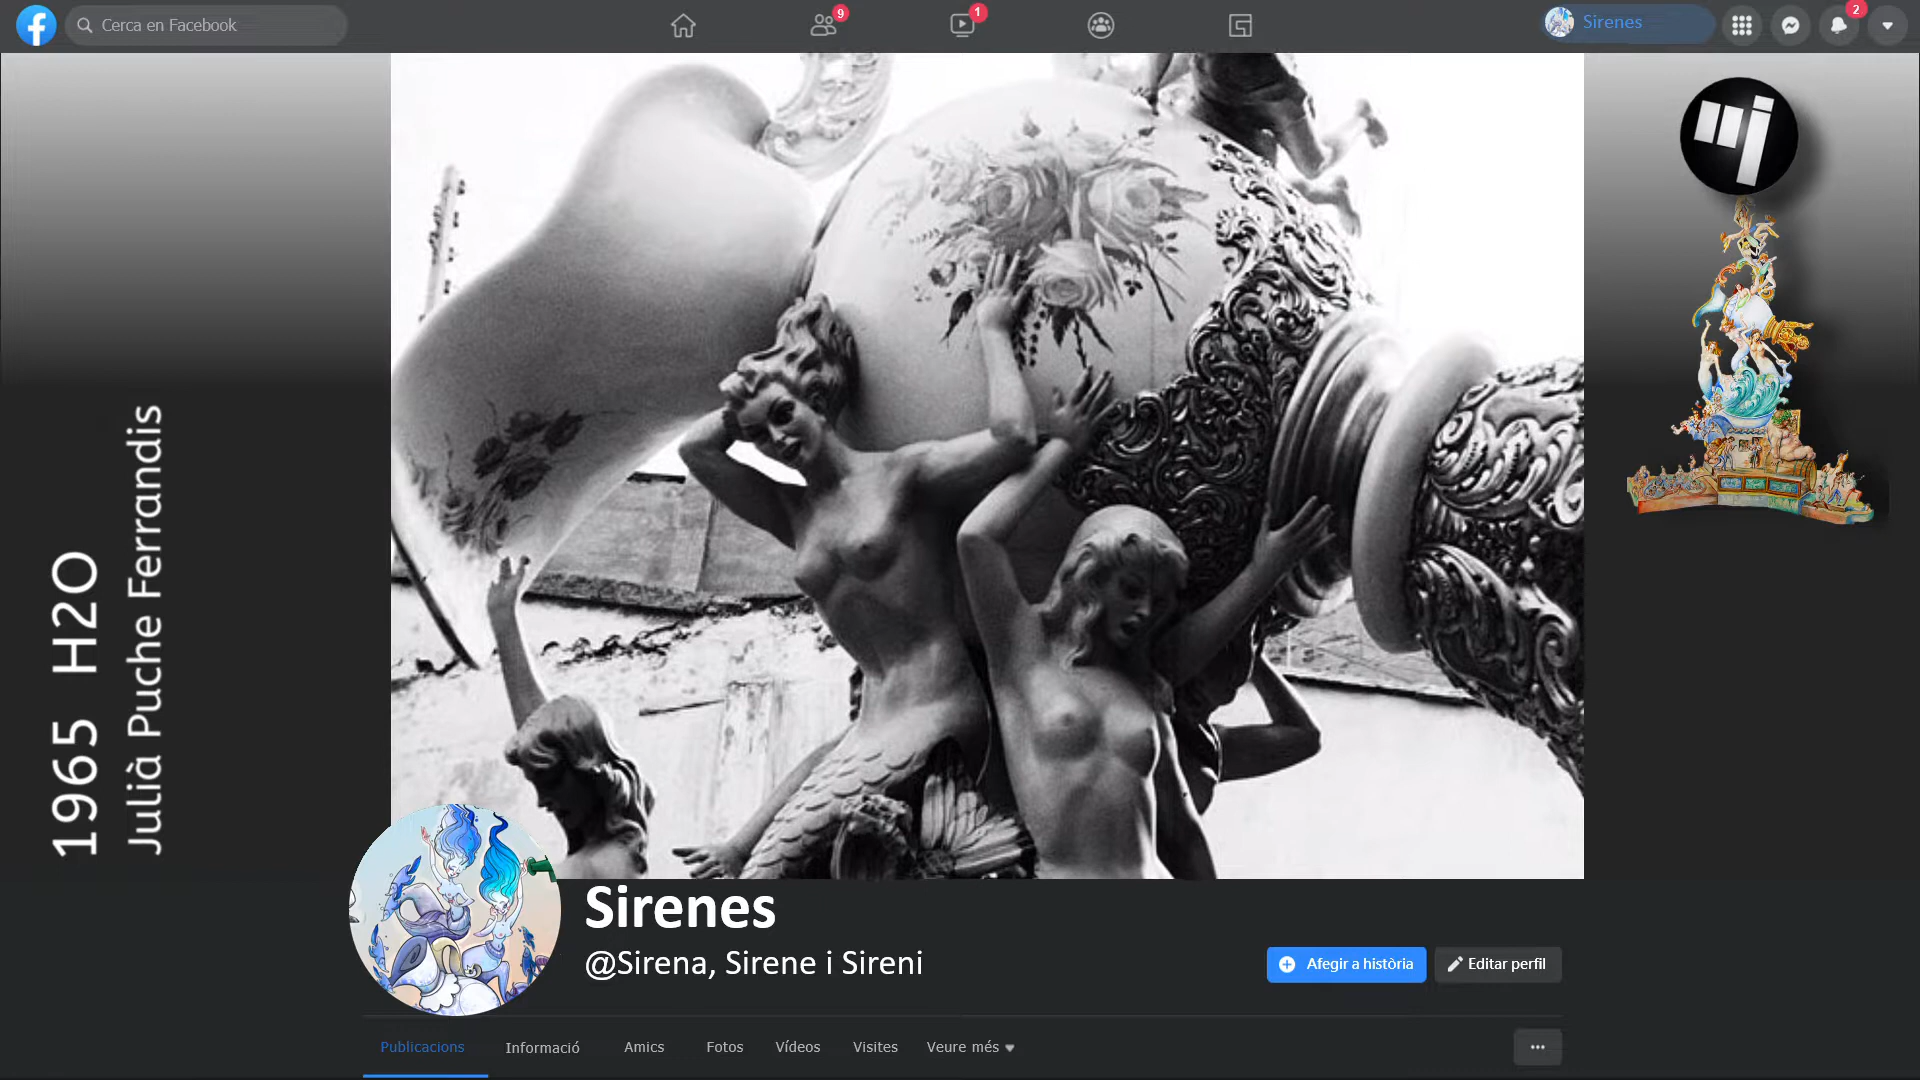 Cerca en Facebook
9
1
Sirenes
2
1965 H2O
Julià Puche Ferrandis
Sirenes
@Sirena, Sirene i Sireni
Afegir a història
Editar perfil
Publicacions
Informació
Amics
Fotos
Vídeos
Visites
Veure més